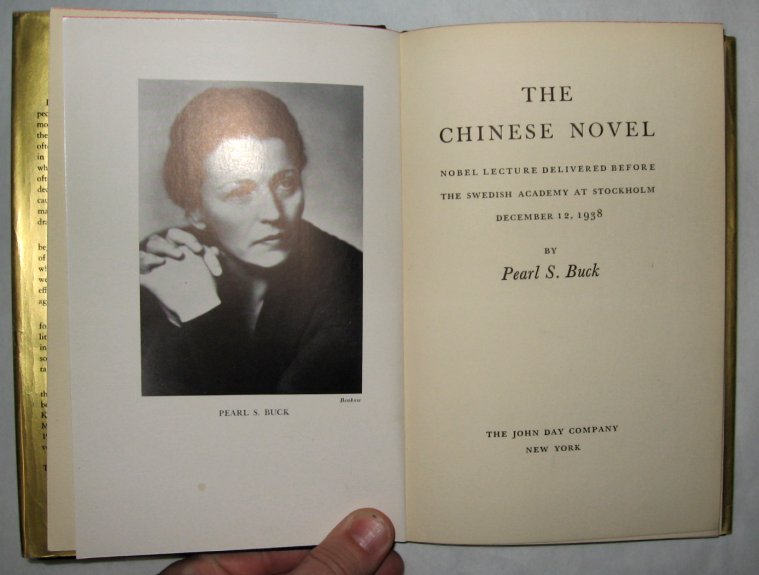 PEARL S. BUCK
THE
CHINESE NOVEL
NOBEL LECTURE DELIVERED BEFORE
THE SWEDISH ACADEMY AT STOCKHOLM
DECEMBER 12, 1938
BY
Pearl S. Buck
THE JOHN DAY COMPANY
NEW YORK